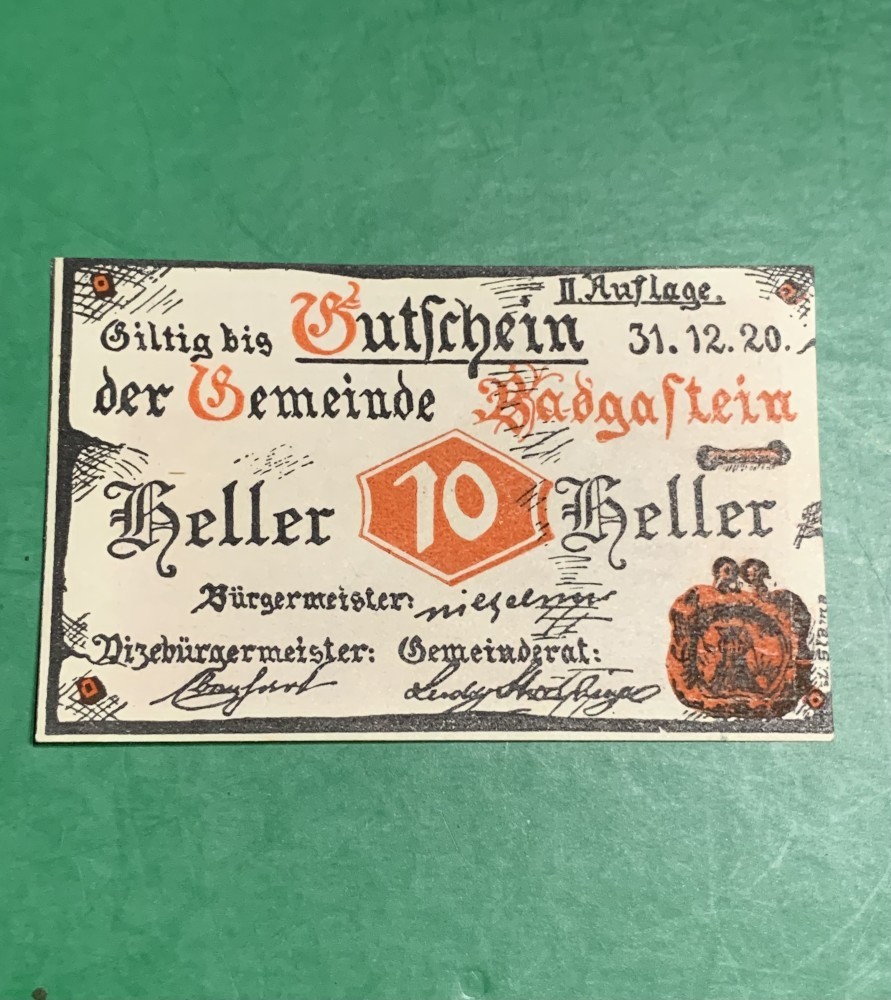 II. Auflage.
Giltig bis Gutschein 31.12.20.
der Gemeinde Badgastein
Heller 10 Heller
Bürgermeister:
Vizebürgermeister: Gemeinderat: